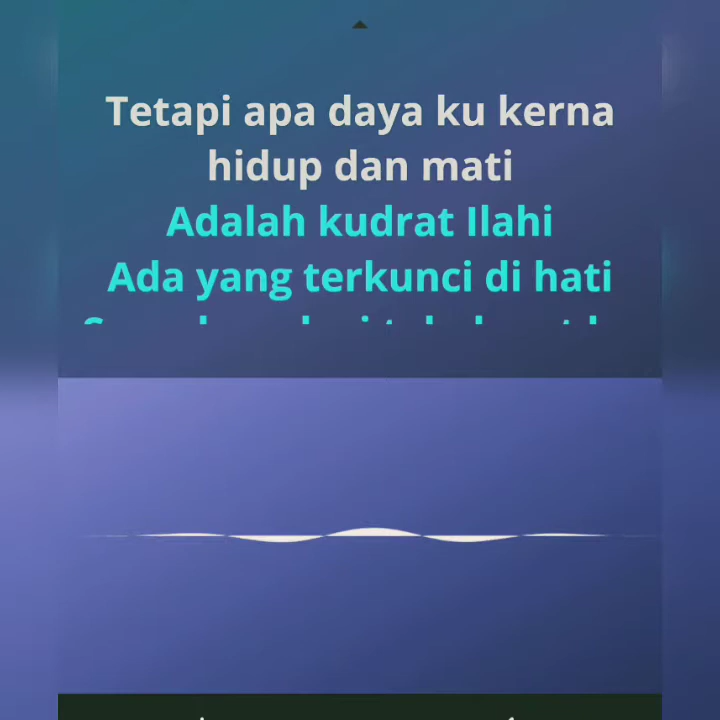 Tetapi apa daya ku kerna
hidup dan mati
Adalah kudrat Ilahi
Ada yang terkunci di hati